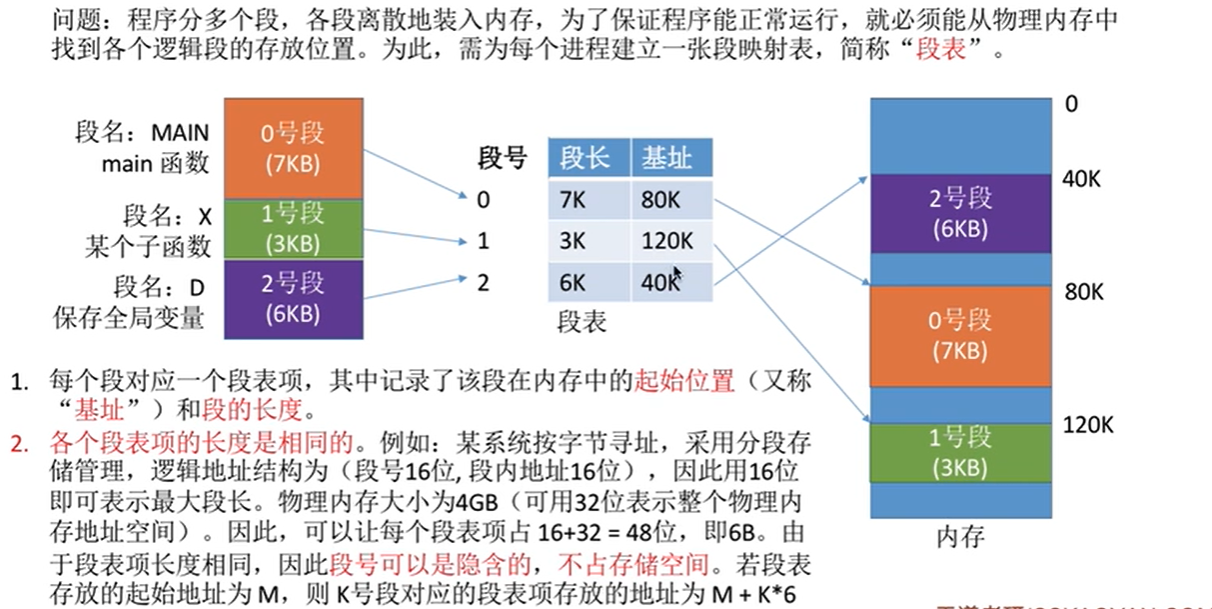 问题：程序分多个段，各段离散地装入内存，为了保证程序能正常运行，就必须能从物理内存中
找到各个逻辑段的存放位置。为此，需为每个进程建立一张段映射表，简称“段表”。
段名：MAIN
main 函数
0号段
(7KB)
段名：X
某个子函数
1号段
(3KB)
段名：D
保存全局变量
2号段
(6KB)
段号 段长 基址
0 7K 80K
1 3K 120K
2 6K 40K
段表
0
40K
2号段
(6KB)
80K
0号段
(7KB)
120K
1号段
(3KB)
内存
1. 每个段对应一个段表项，其中记录了该段在内存中的起始位置（又称
“基址”）和段的长度。
2. 各个段表项的长度是相同的。例如：某系统按字节寻址，采用分段存
储管理，逻辑地址结构为（段号16位, 段内地址16位），因此用16位
即可表示最大段长。物理内存大小为4GB（可用32位表示整个物理内
存地址空间）。因此，可以让每个段表项占 16+32 = 48位，即6B。由
于段表项长度相同，因此段号可以是隐含的，不占存储空间。若段表
存放的起始地址为 M，则 K号段对应的段表项存放的地址为 M + K*6